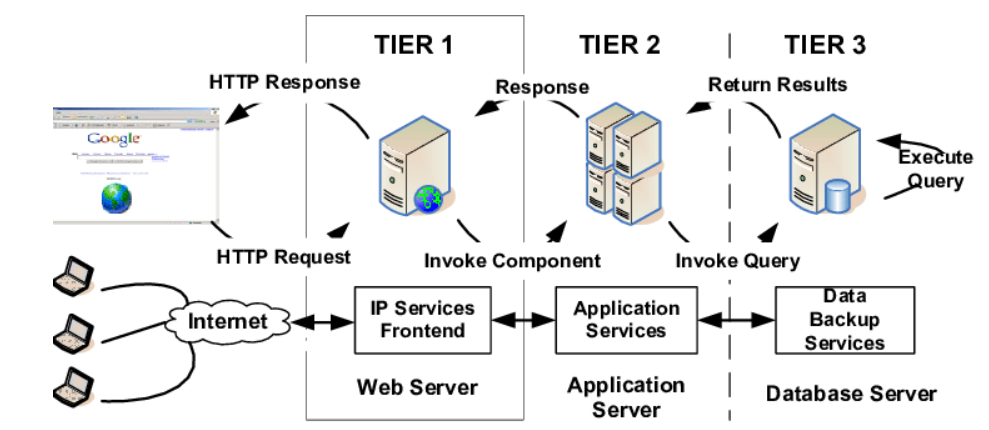 TIER 1
TIER 2
TIER 3
HTTP Response
Response
Return Results
Google
Execute
Query
HTTP Request
Invoke Component
Invoke Query
Internet
IP Services
Frontend
Application
Services
Data
Backup
Services
Web Server
Application
Server
Database Server